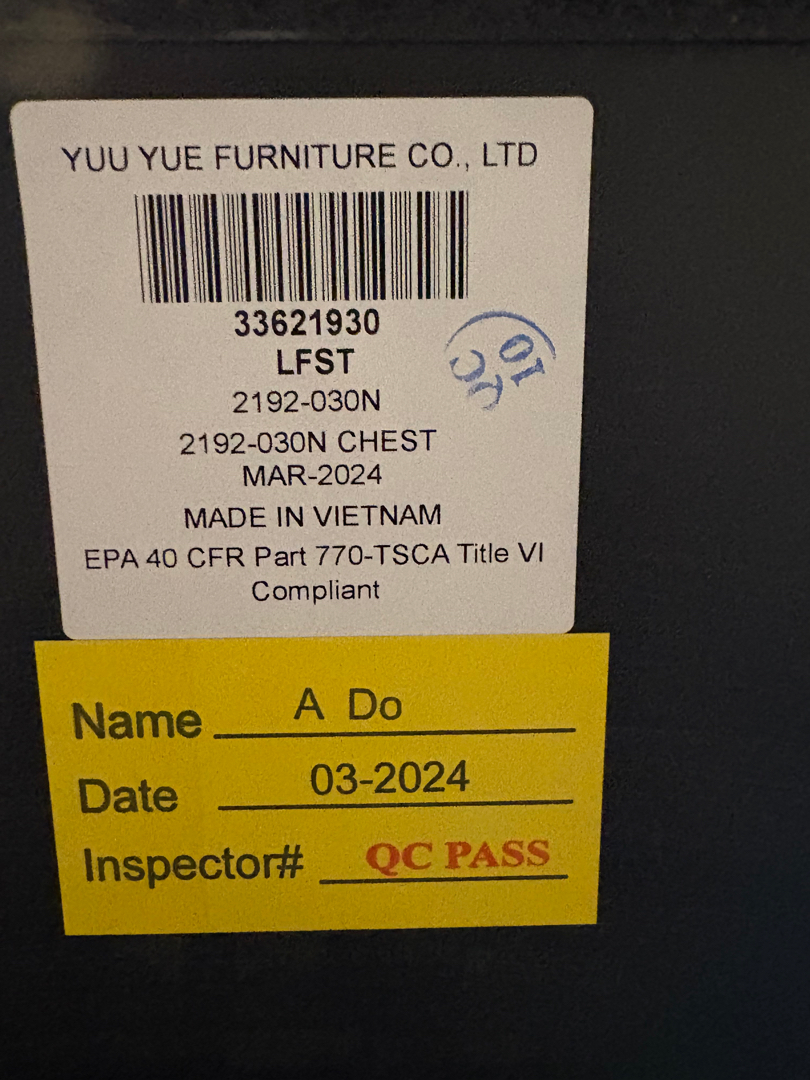 YUU YUE FURNITURE CO., LTD
33621930
LFST
2192-030N
2192-030N CHEST
MAR-2024
MADE IN VIETNAM
EPA 40 CFR Part 770-TSCA Title VI
Compliant
QC
01
Name A Do
Date 03-2024
Inspector# QC PASS